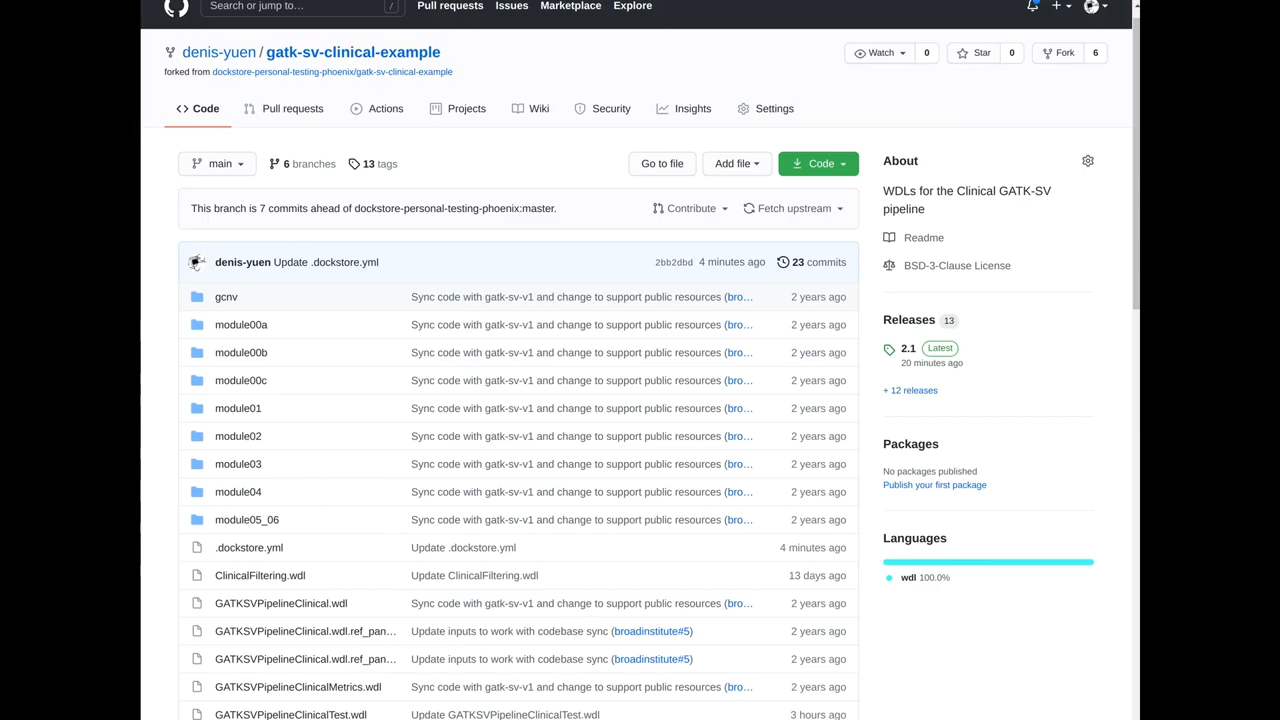 Search or jump to… /
Pull requests Issues Marketplace Explore
denis-yuen / gatk-sv-clinical-example
forked from dockstore-personal-testing-phoenix/gatk-sv-clinical-example
Watch 0 Star 0 Fork 6
Code Pull requests Actions Projects Wiki Security Insights Settings
main 6 branches 13 tags Go to file Add file Code
This branch is 7 commits ahead of dockstore-personal-testing-phoenix:master. Contribute Fetch upstream
denis-yuen Update .dockstore.yml 2bb2dbd 4 minutes ago 23 commits
gcnv Sync code with gatk-sv-v1 and change to support public resources (bro… 2 years ago
module00a Sync code with gatk-sv-v1 and change to support public resources (bro… 2 years ago
module00b Sync code with gatk-sv-v1 and change to support public resources (bro… 2 years ago
module00c Sync code with gatk-sv-v1 and change to support public resources (bro… 2 years ago
module01 Sync code with gatk-sv-v1 and change to support public resources (bro… 2 years ago
module02 Sync code with gatk-sv-v1 and change to support public resources (bro… 2 years ago
module03 Sync code with gatk-sv-v1 and change to support public resources (bro… 2 years ago
module04 Sync code with gatk-sv-v1 and change to support public resources (bro… 2 years ago
module05_06 Sync code with gatk-sv-v1 and change to support public resources (bro… 2 years ago
.dockstore.yml Update .dockstore.yml 4 minutes ago
ClinicalFiltering.wdl Update ClinicalFiltering.wdl 13 days ago
GATKSVPipelineClinical.wdl Sync code with gatk-sv-v1 and change to support public resources (bro… 2 years ago
GATKSVPipelineClinical.wdl.ref_pan… Update inputs to work with codebase sync (broadinstitute#5) 2 years ago
GATKSVPipelineClinical.wdl.ref_pan… Update inputs to work with codebase sync (broadinstitute#5) 2 years ago
GATKSVPipelineClinicalMetrics.wdl Sync code with gatk-sv-v1 and change to support public resources (bro… 2 years ago
GATKSVPipelineClinicalTest.wdl Update GATKSVPipelineClinicalTest.wdl 3 hours ago
About
WDLs for the Clinical GATK-SV
pipeline
Readme
BSD-3-Clause License
Releases 13
2.1 Latest
20 minutes ago
+ 12 releases
Packages
No packages published
Publish your first package
Languages
wdl 100.0%